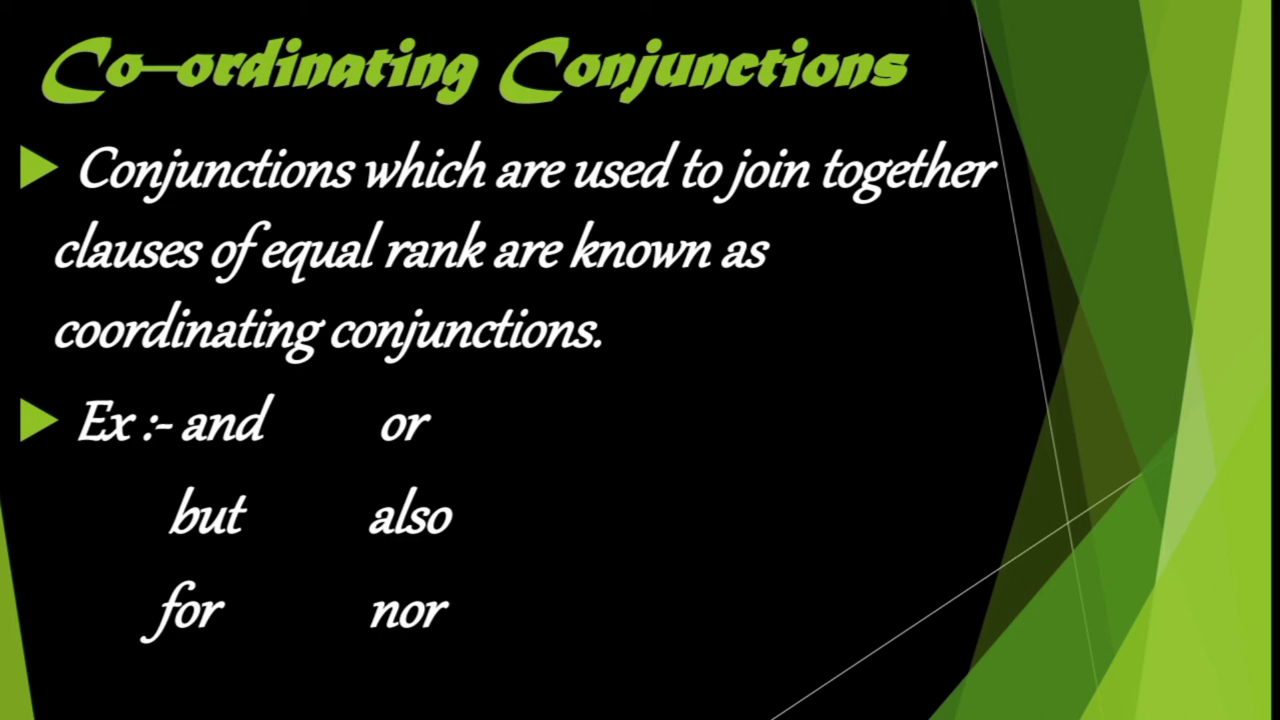 Co-ordinating Conjunctions
Conjunctions which are used to join together
clauses of equal rank are known as
coordinating conjunctions.
Ex :- and or
but also
for nor